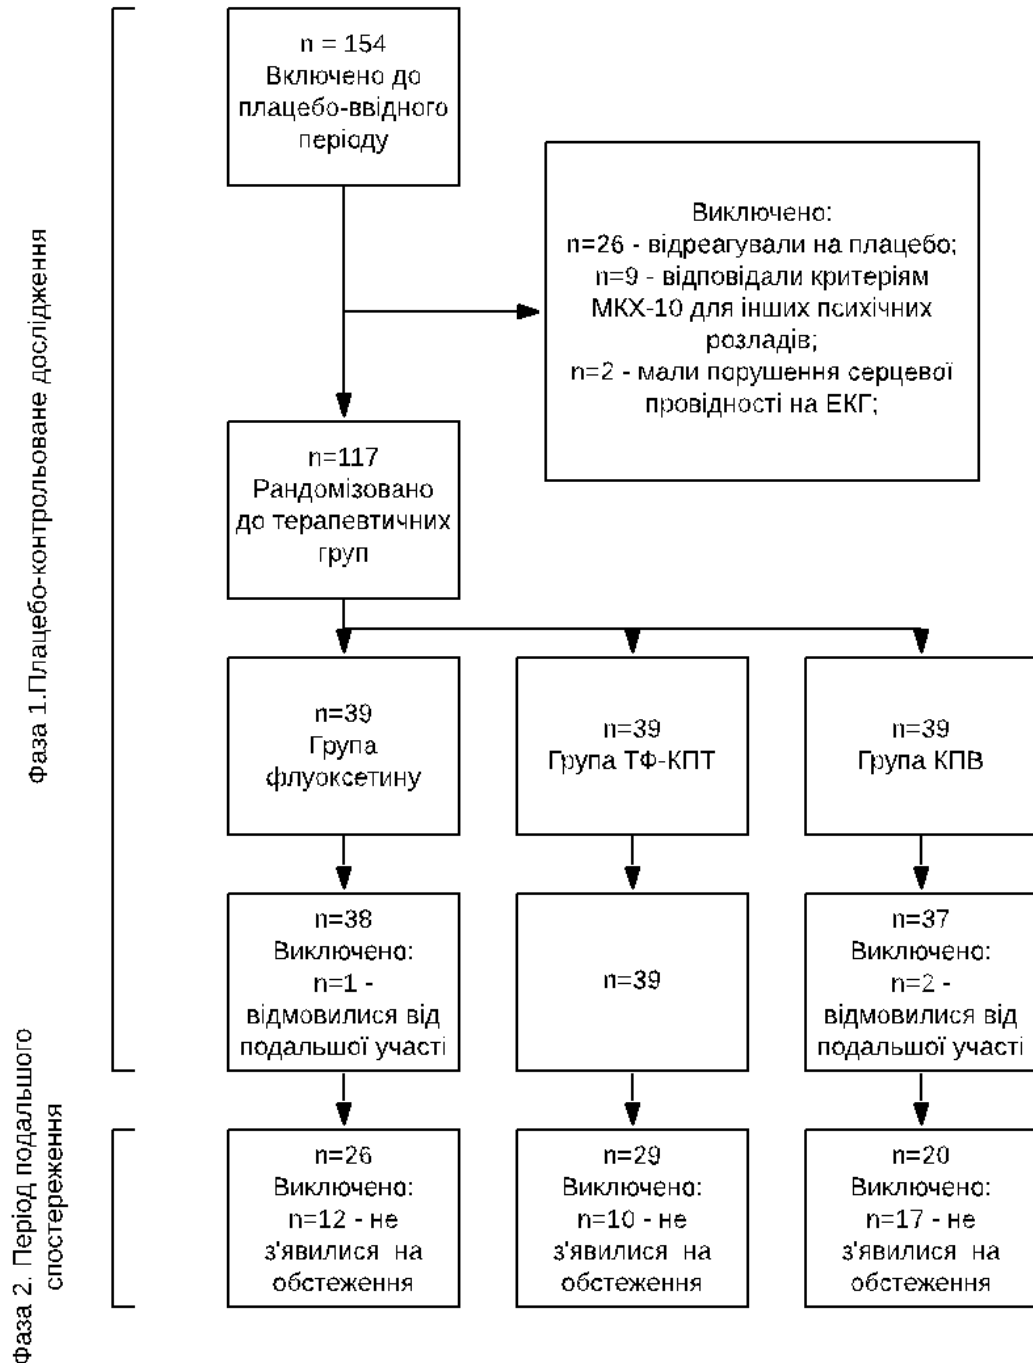 n = 154
Включено до
плацебо-ввідного
періоду
Виключено:
n=26 - відреагували на плацебо;
n=9 - відповідали критеріям
МКХ-10 для інших психічних
розладів;
n=2 - мали порушення серцевої
провідності на ЕКГ;
n=117
Рандомізовано
до терапевтичних
груп
Фаза 1.Плацебо-контрольоване дослідження
n=39
Група
флуоксетину
n=39
Група ТФ-КПТ
n=39
Група КПВ
n=38
Виключено:
n=1 -
відмовилися від
подальшої участі
n=39
n=37
Виключено:
n=2 -
відмовилися від
подальшої участі
Фаза 2. Період подальшого
спостереження
n=26
Виключено:
n=12 - не
з'явилися на
обстеження
n=29
Виключено:
n=10 - не
з'явилися на
обстеження
n=20
Виключено:
n=17 - не
з'явилися на
обстеження